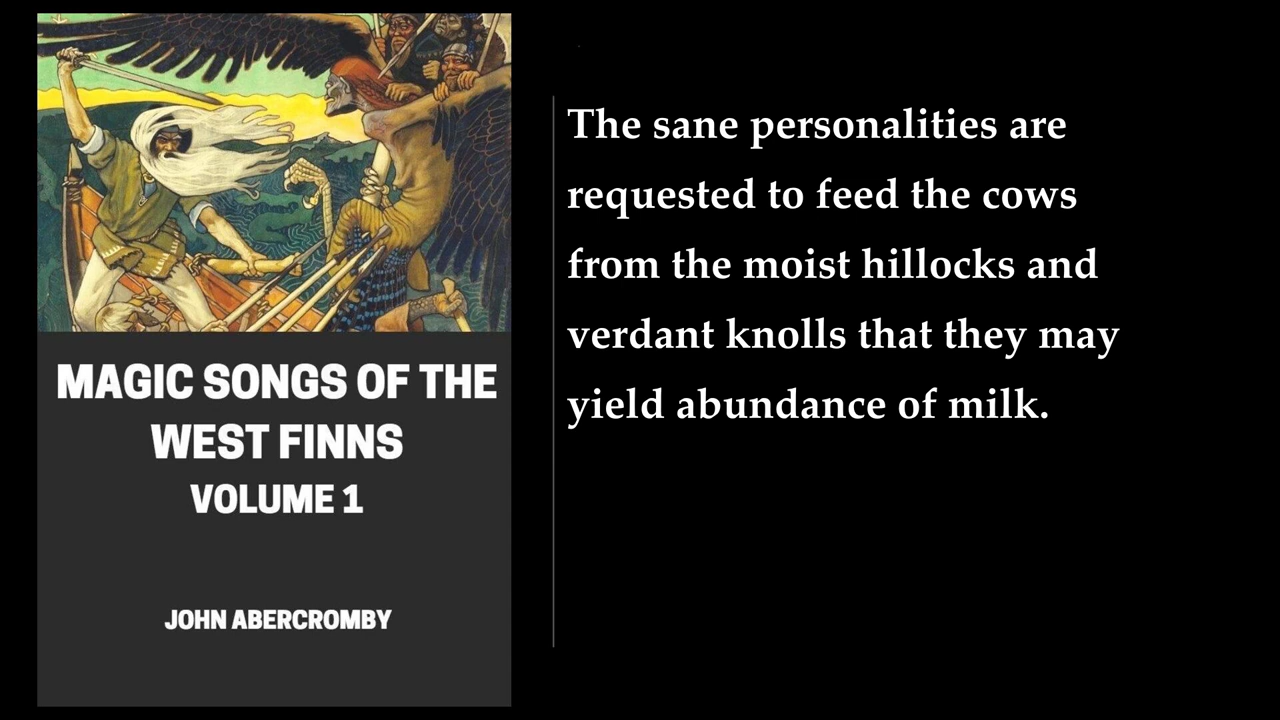 MAGIC SONGS OF THE
WEST FINNS
VOLUME 1
JOHN ABERCROMBY
The sane personalities are
requested to feed the cows
from the moist hillocks and
verdant knolls that they may
yield abundance of milk.